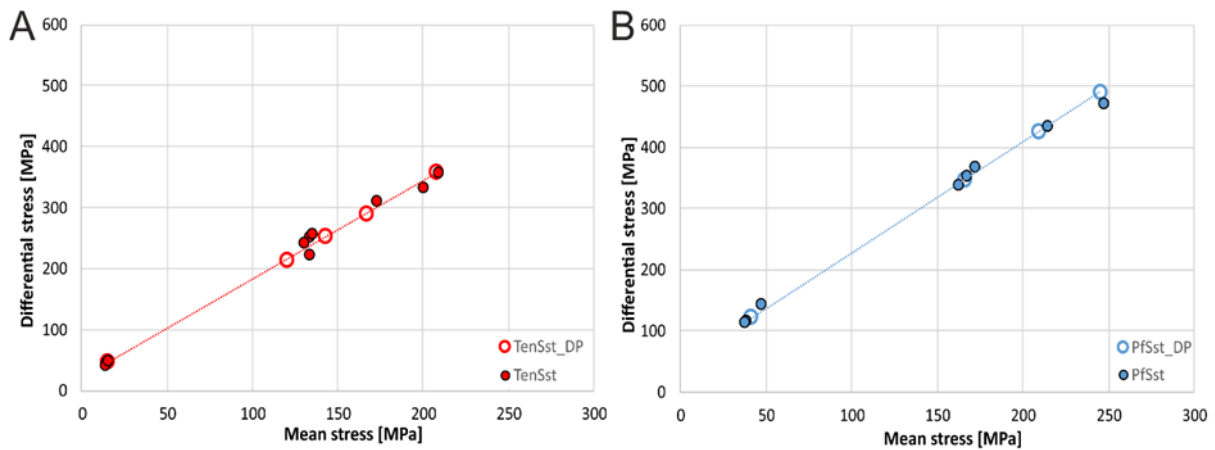 A
600
500
400
300
200
100
0
Differential stress [MPa]
0 50 100 150 200 250 300
Mean stress [MPa]
TenSst_DP
TenSst
B
600
500
400
300
200
100
0
Differential stress [MPa]
0 50 100 150 200 250 300
Mean stress [MPa]
PfSst_DP
PfSst